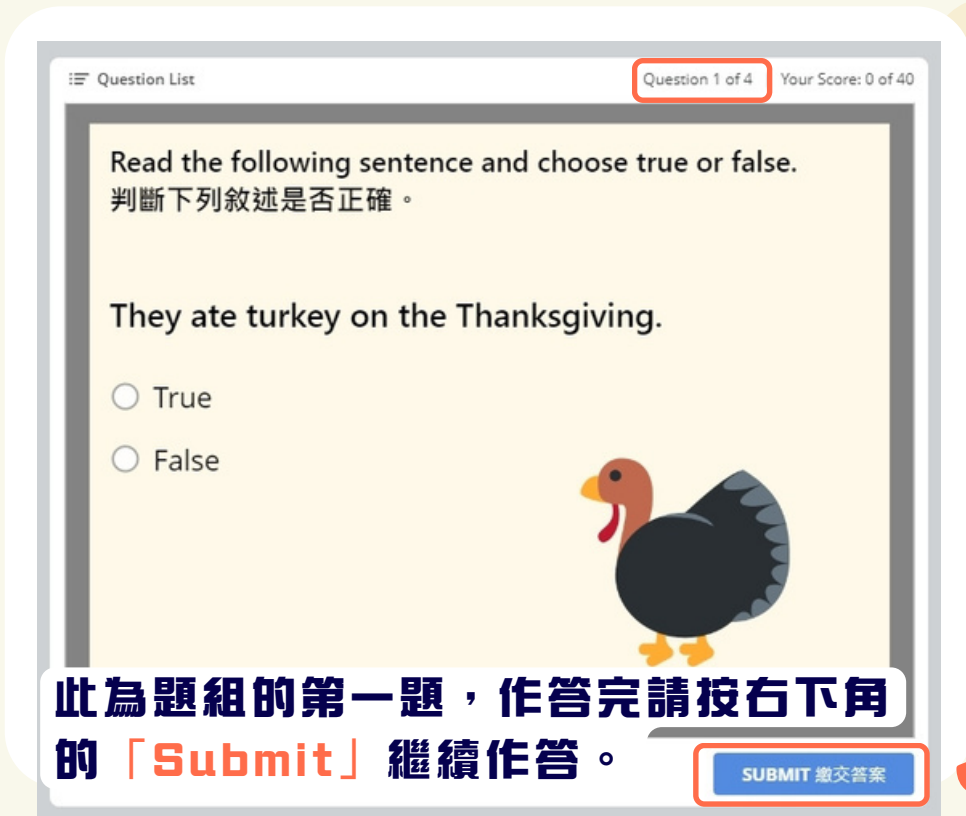 Question List
Question 1 of 4
Your Score: 0 of 40
Read the following sentence and choose true or false.
判斷下列敘述是否正確。
They ate turkey on the Thanksgiving.
True
False
此為題組的第一題,作答完請按右下角
的「Submit」繼續作答。
SUBMIT 繳交答案